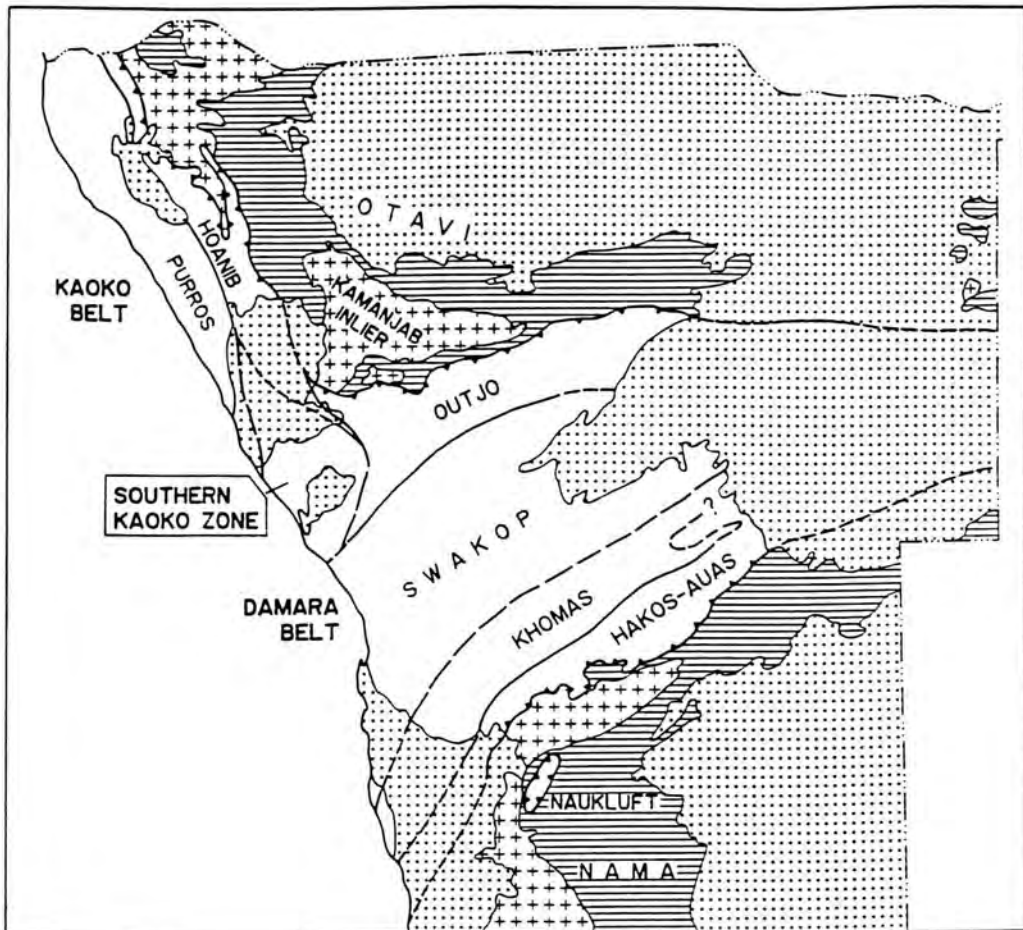 OTAVI
HOANIB
PURROS
KAOKO
BELT
KAMANJAB
INLIER
OUTJO
SOUTHERN
KAOKO ZONE
SWAKOP
?
DAMARA
BELT
KHOMAS
HAKOS-AUAS
NAUKLUFT
NAMA